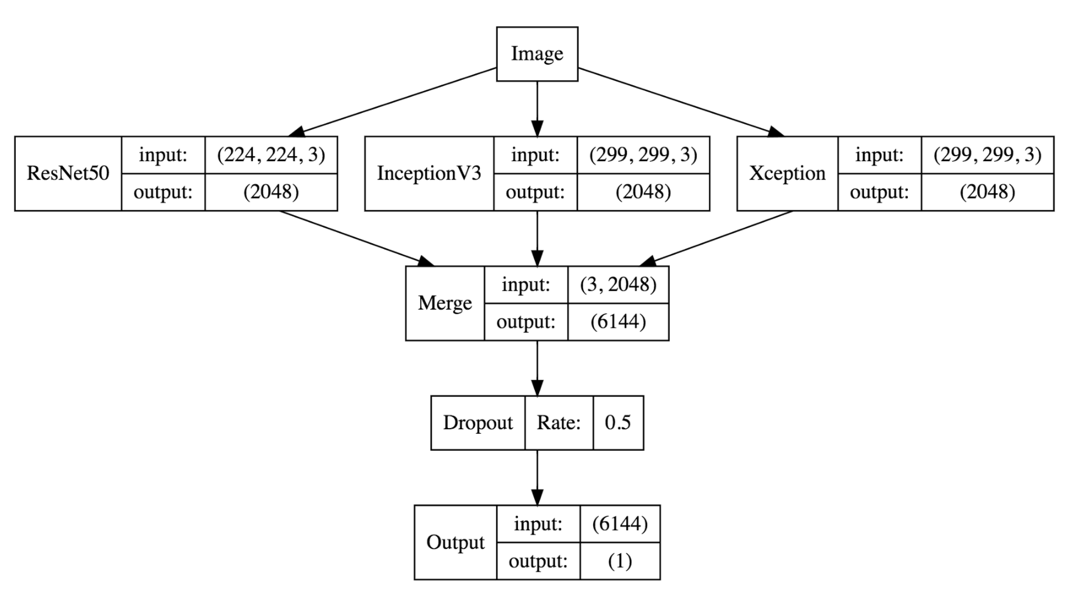 Image
ResNet50
input: (224, 224, 3)
output: (2048)
InceptionV3
input: (299, 299, 3)
output: (2048)
Xception
input: (299, 299, 3)
output: (2048)
Merge
input: (3, 2048)
output: (6144)
Dropout Rate: 0.5
Output
input: (6144)
output: (1)